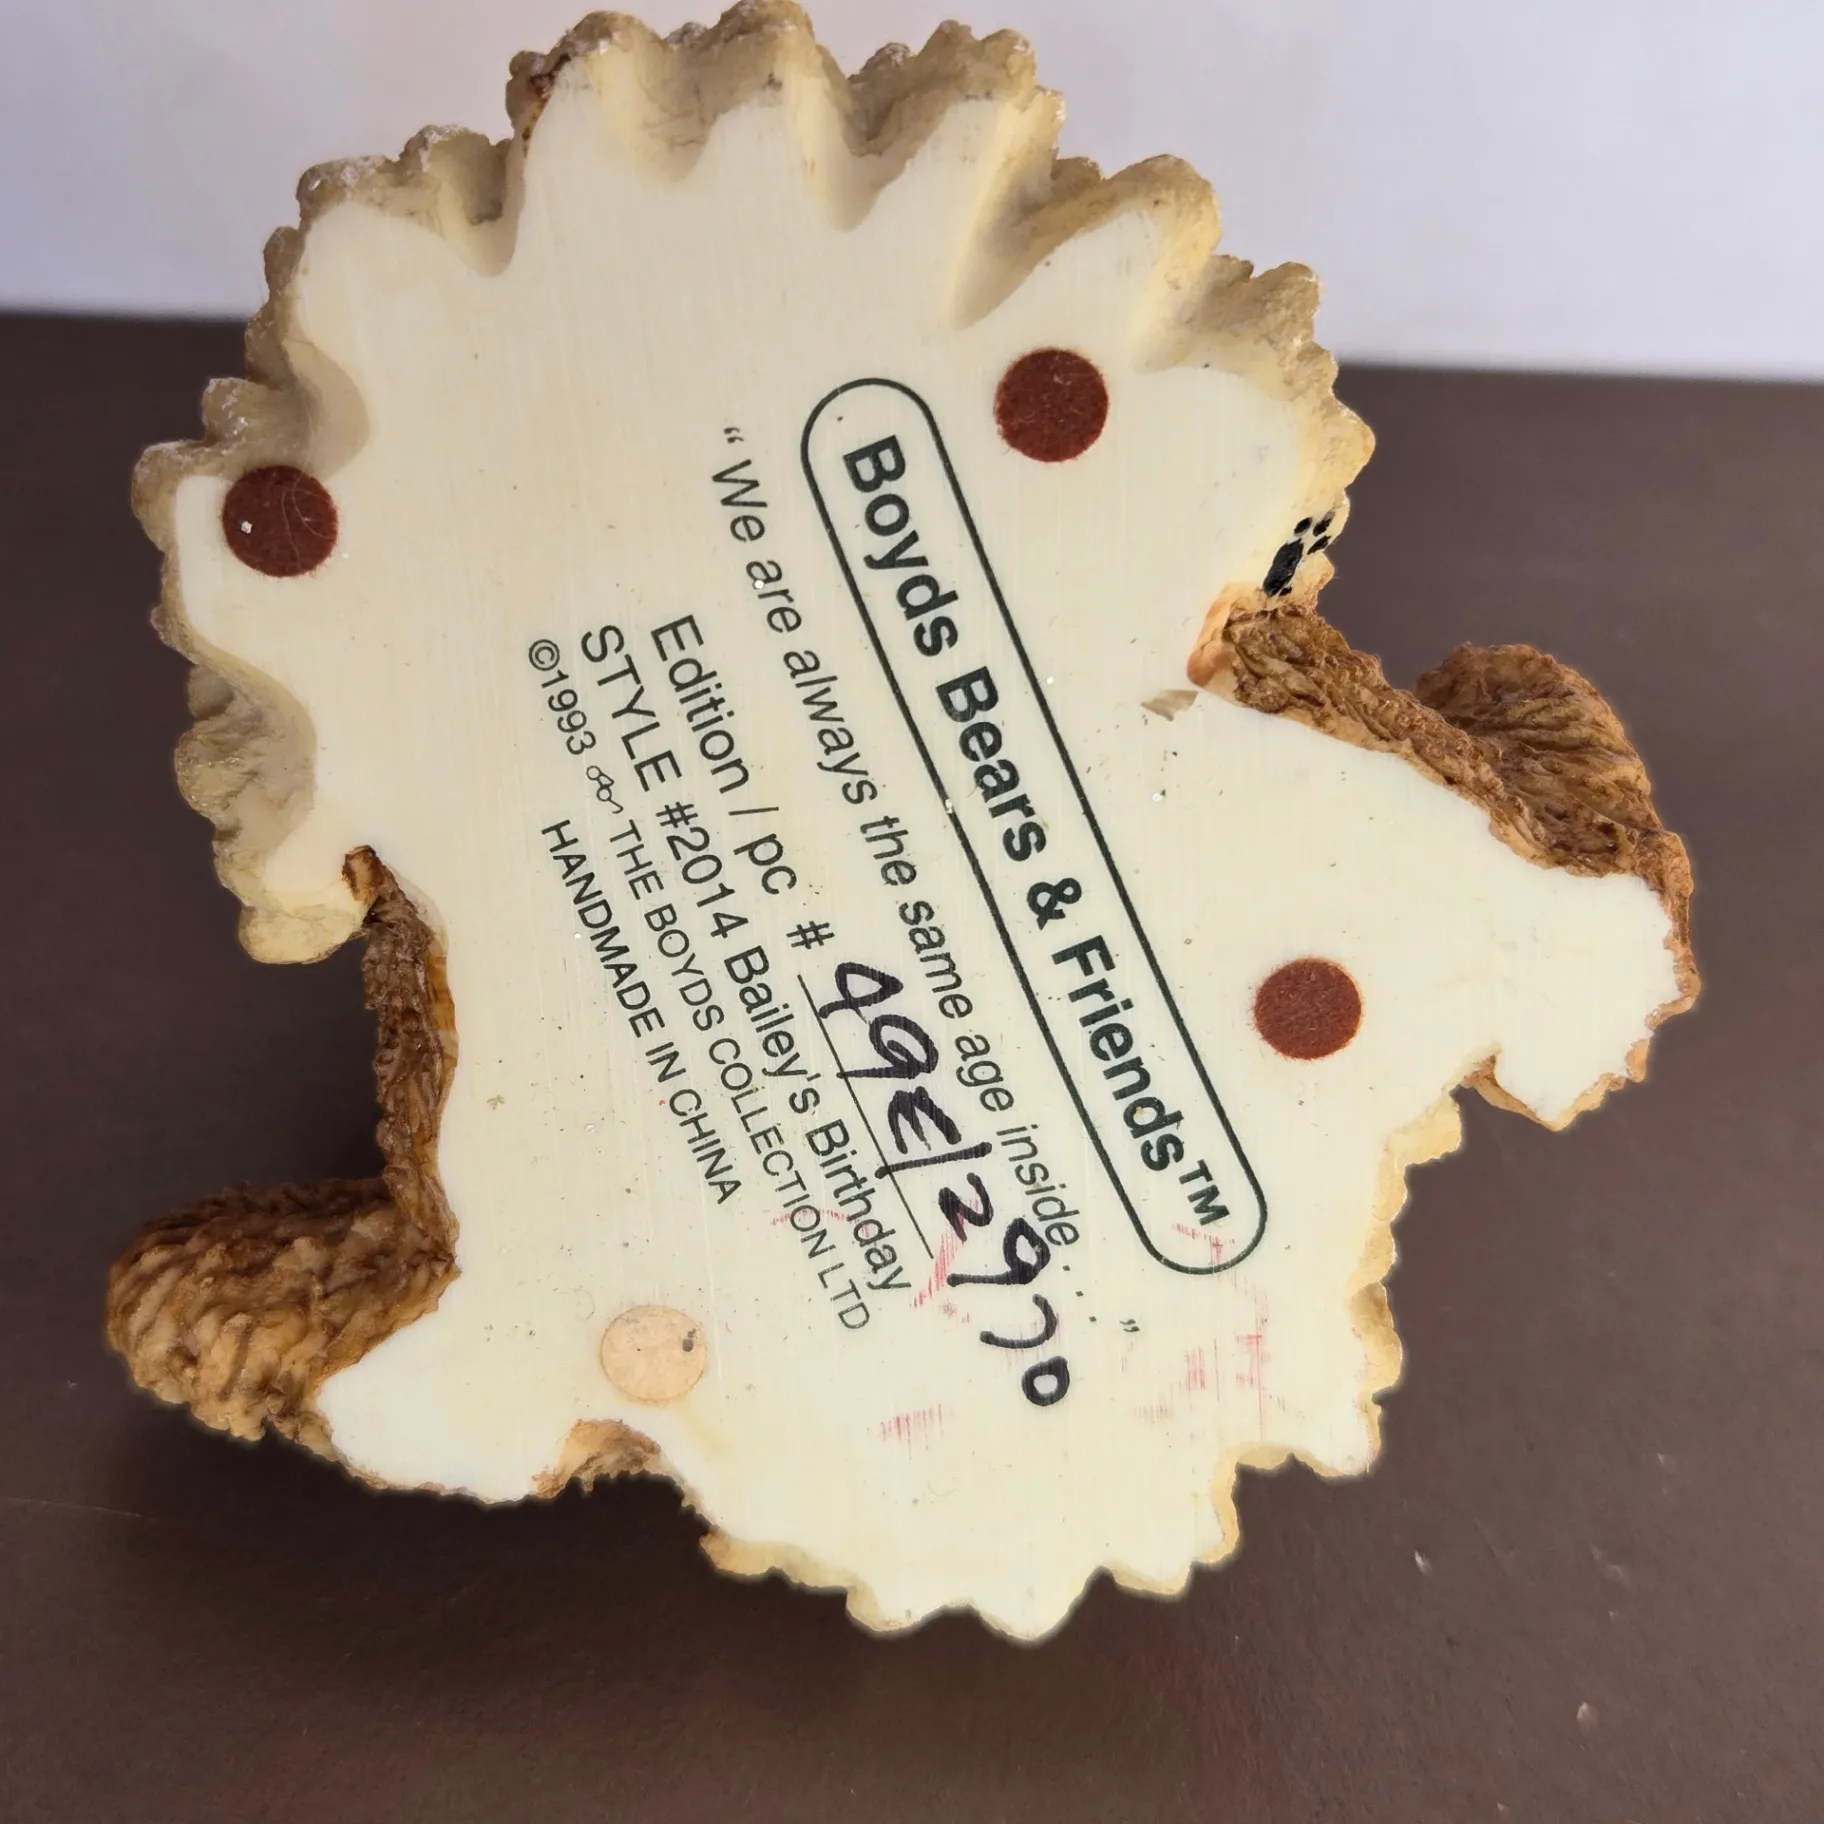 Boyds Bears & Friends™
“We are always the same age inside. . . ”
Edition / pc # 49E/2970
STYLE #2014 Bailey's Birthday
©1993 THE BOYDS COLLECTION LTD
HANDMADE IN CHINA